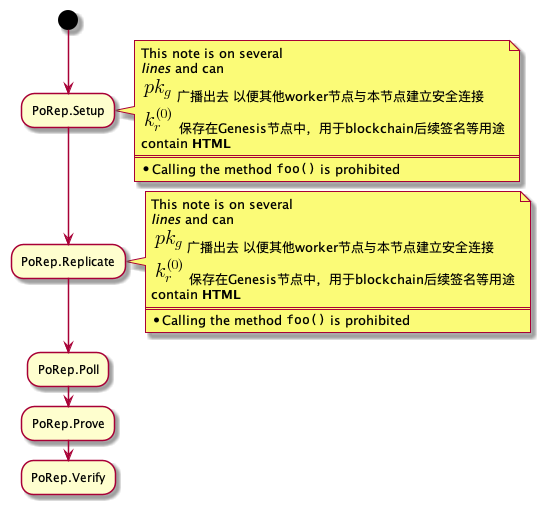 This note is on several
lines and can
pk_g 广播出去 以便其他worker节点与本节点建立安全连接
k_r^(0) 保存在Genesis节点中，用于blockchain后续签名等用途
contain HTML
•Calling the method foo() is prohibited
PoRep.Setup
This note is on several
lines and can
pk_g 广播出去 以便其他worker节点与本节点建立安全连接
k_r^(0) 保存在Genesis节点中，用于blockchain后续签名等用途
contain HTML
•Calling the method foo() is prohibited
PoRep.Replicate
PoRep.Poll
PoRep.Prove
PoRep.Verify